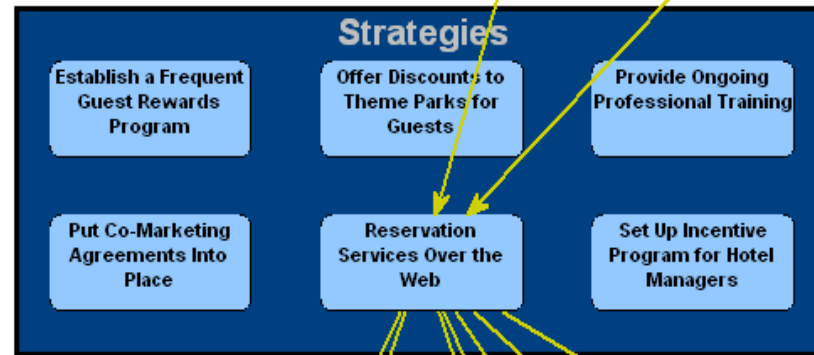 Strategies
Establish a Frequent
Guest Rewards
Program
Offer Discounts to
Theme Parks for
Guests
Provide Ongoing
Professional Training
Put Co-Marketing
Agreements Into
Place
Reservation
Services Over the
Web
Set Up Incentive
Program for Hotel
Managers